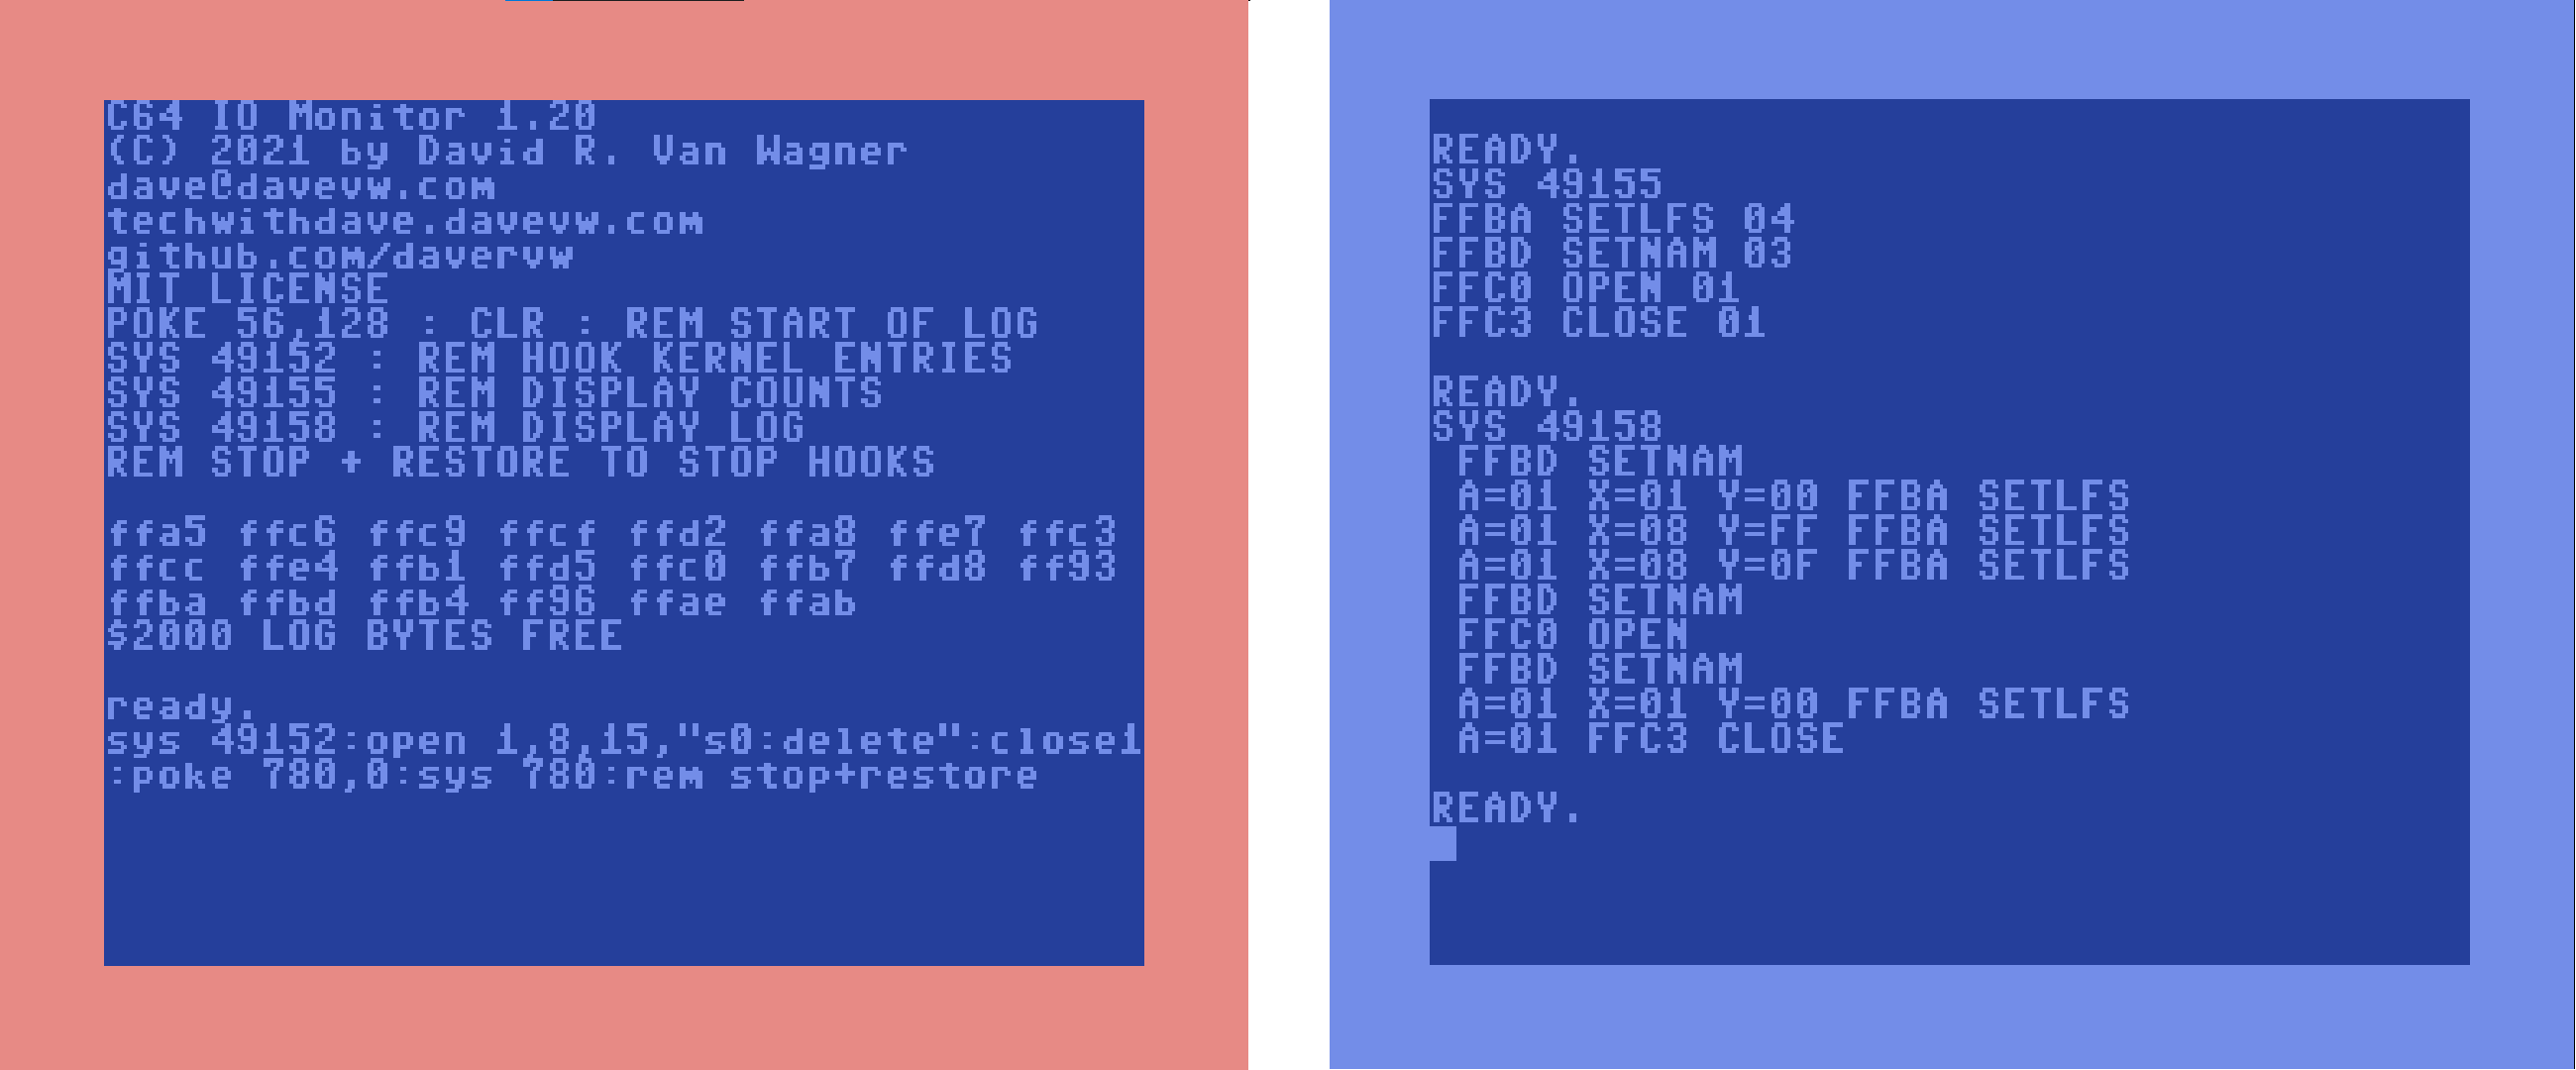 C64 IO Monitor 1.20
(C) 2021 by David R. Van Wagner
dave@davevw.com
techwithdave.davevw.com
github.com/davervw
MIT LICENSE
POKE 56,128 : CLR : REM START OF LOG
SYS 49152 : REM HOOK KERNEL ENTRIES
SYS 49155 : REM DISPLAY COUNTS
SYS 49158 : REM DISPLAY LOG
REM STOP + RESTORE TO STOP HOOKS
ffa5 ffc6 ffc9 ffcf ffd2 ffa8 ffe7 ffc3
ffcc ffe4 ffb1 ffd5 ffc0 ffb7 ffd8 ff93
ffba ffbd ffb4 ff96 ffae ffab
$2000 LOG BYTES FREE
ready.
sys 49152:open 1,8,15,"s0:delete":close1
:poke 780,0:sys 780:rem stop+restore
READY.
SYS 49155
FFBA SETLFS 04
FFBD SETNAM 03
FFC0 OPEN 01
FFC3 CLOSE 01
READY.
SYS 49158
FFBD SETNAM
A=01 X=01 Y=00 FFBA SETLFS
A=01 X=08 Y=FF FFBA SETLFS
A=01 X=08 Y=0F FFBA SETLFS
FFBD SETNAM
FFC0 OPEN
FFBD SETNAM
A=01 X=01 Y=00 FFBA SETLFS
A=01 FFC3 CLOSE
READY.